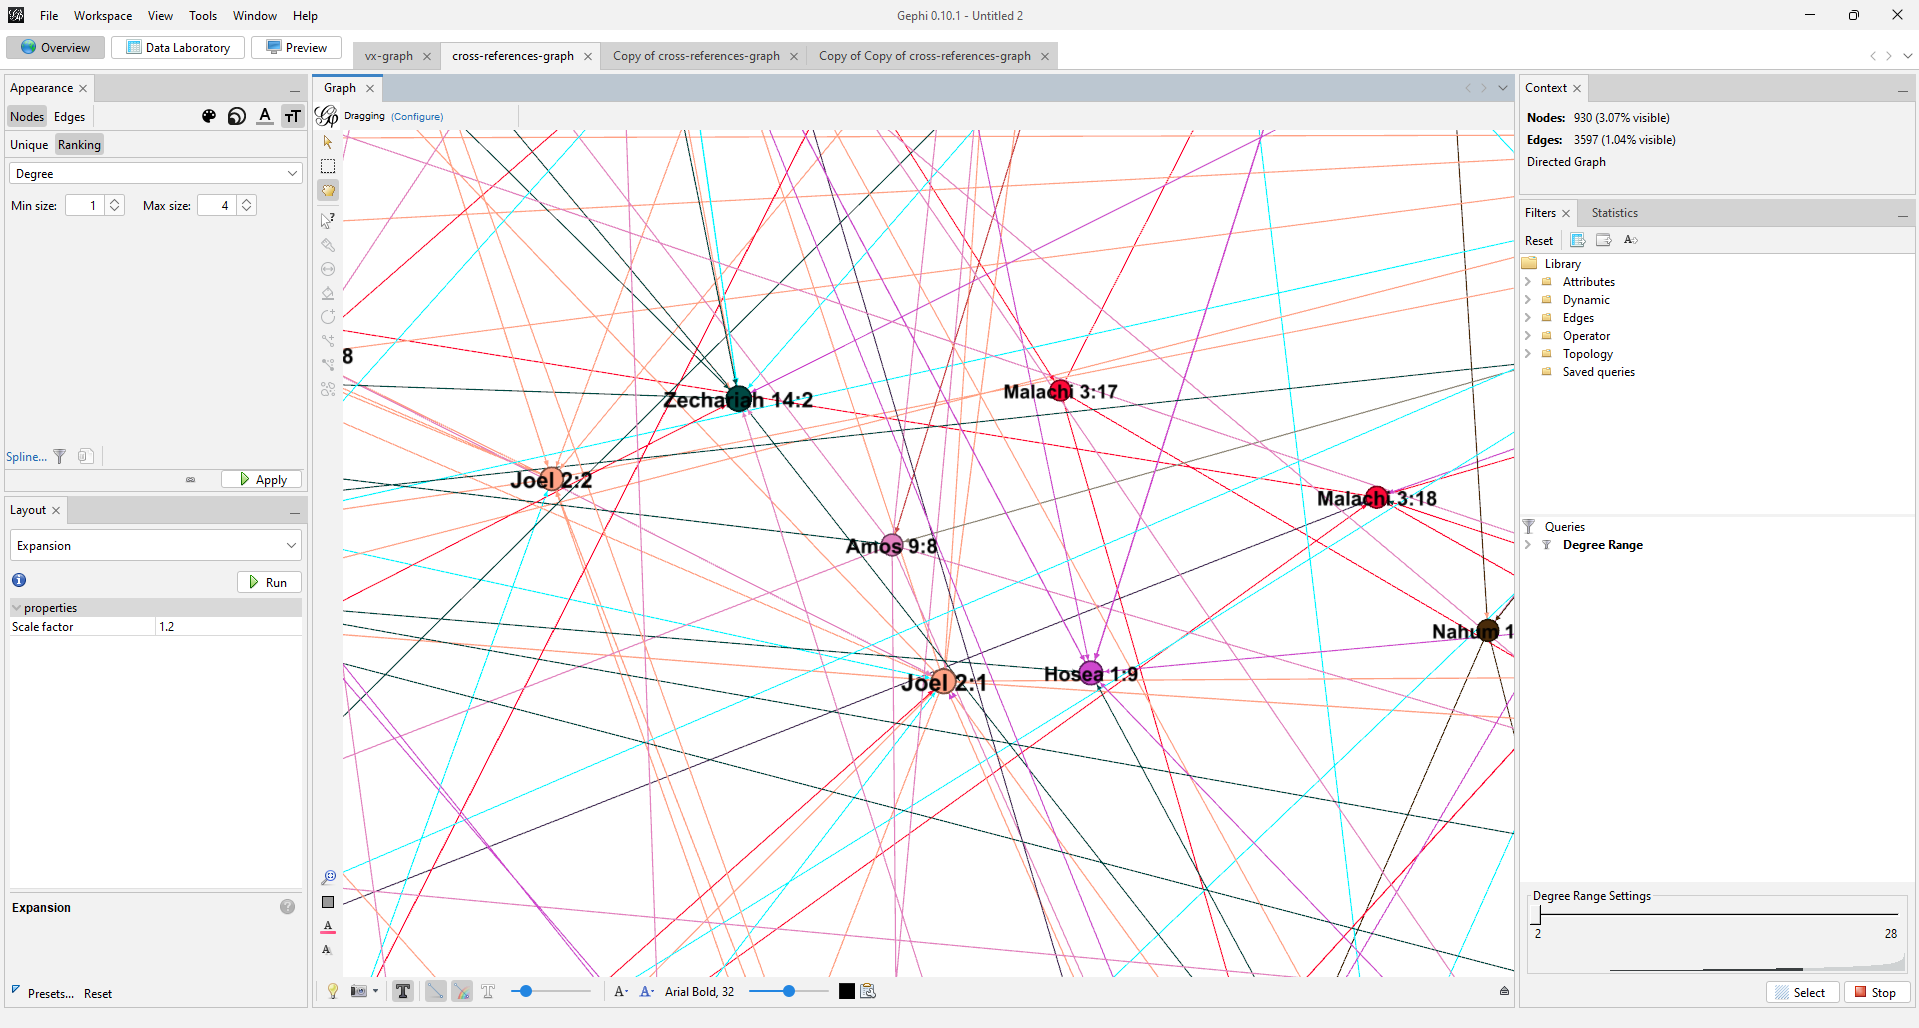 File Workspace View Tools Window Help
Gephi 0.10.1 - Untitled 2
Overview Data Laboratory Preview
vx-graph cross-references-graph Copy of cross-references-graph Copy of Copy of cross-references-graph
Appearance
Nodes Edges
Unique Ranking
Degree
Min size: 1 Max size: 4
Spline...
Apply
Layout
Expansion
Run
properties
Scale factor 1.2
Expansion
Presets... Reset
Graph
Dragging (Configure)
8
Zechariah 14:2
Malachi 3:17
Joel 2:2
Malachi 3:18
Amos 9:8
Nahum 1
Hosea 1:9
Joel 2:1
Arial Bold, 32
Context
Nodes: 930 (3.07% visible)
Edges: 3597 (1.04% visible)
Directed Graph
Filters Statistics
Reset
Library
Attributes
Dynamic
Edges
Operator
Topology
Saved queries
Queries
Degree Range
Degree Range Settings
2 28
Select Stop